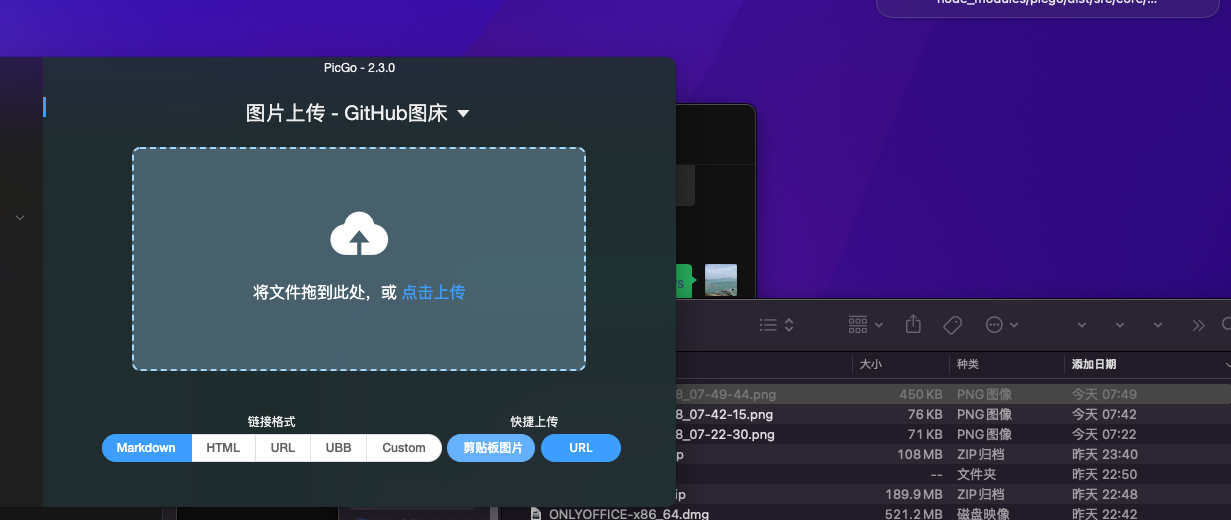 node_modules/picgo/dist/src/core/...
PicGo - 2.3.0
图片上传 - GitHub图床
将文件拖到此处，或 点击上传
链接格式 快捷上传
Markdown HTML URL UBB Custom 剪贴板图片 URL
大小 种类 添加日期
8_07-49-44.png 450 KB PNG图像 今天 07:49
8_07-42-15.png 76 KB PNG图像 今天 07:42
8_07-22-30.png 71 KB PNG图像 今天 07:22
p 108 MB ZIP归档 昨天 23:40
-- 文件夹 昨天 22:50
ip 189.9 MB ZIP归档 昨天 22:48
ONLYOFFICE-x86_64.dmg 521.2 MB 磁盘映像 昨天 22:42